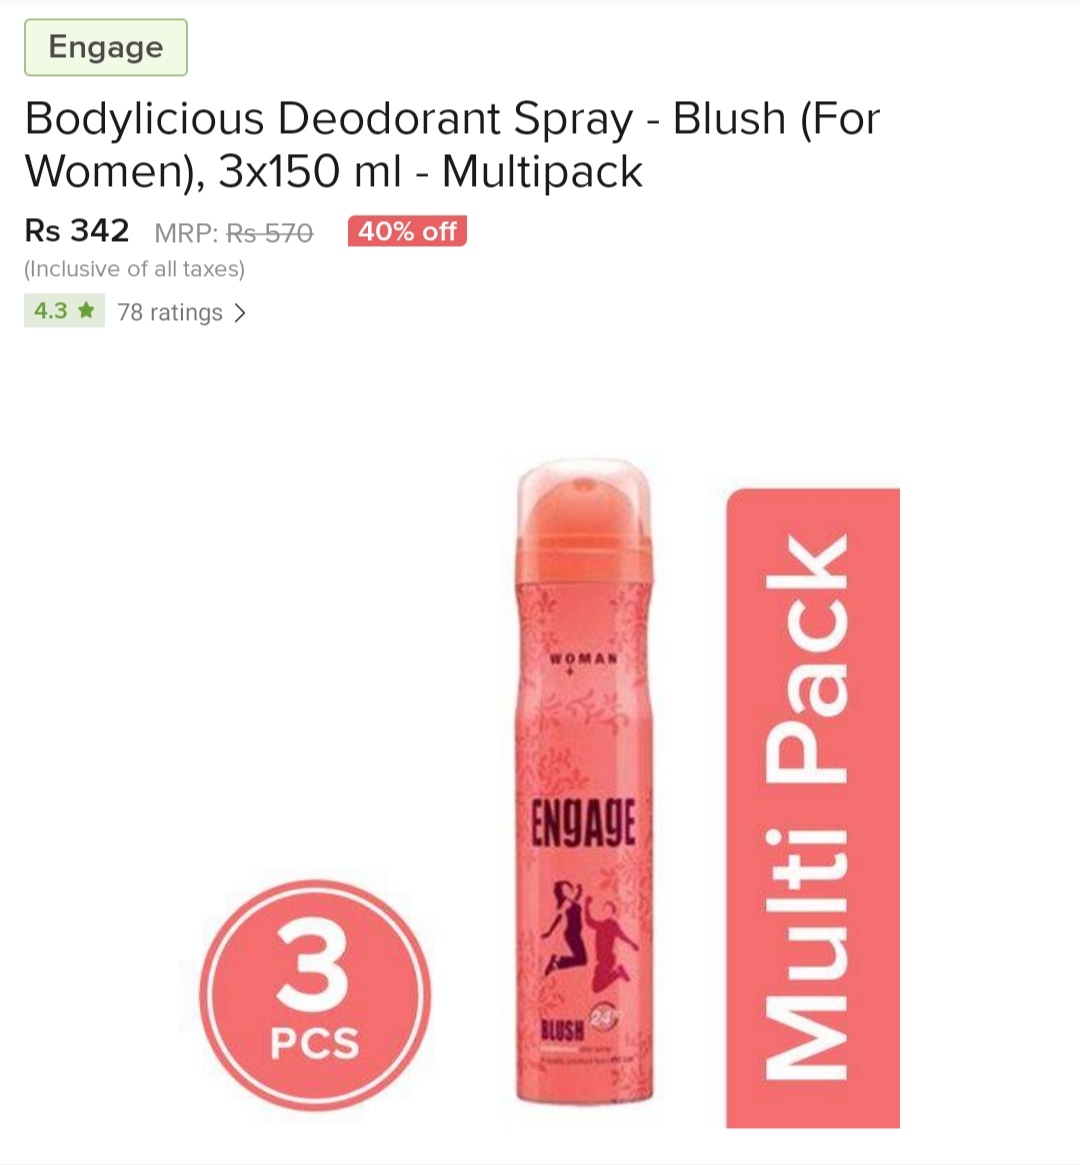 Engage
Bodylicious Deodorant Spray - Blush (For
Women), 3x150 ml - Multipack
Rs 342 MRP: Rs 570 40% off
(Inclusive of all taxes)
4.3 ★ 78 ratings >
WOMAN
ENGAGE
BLUSH 24
3
PCS
Multi Pack